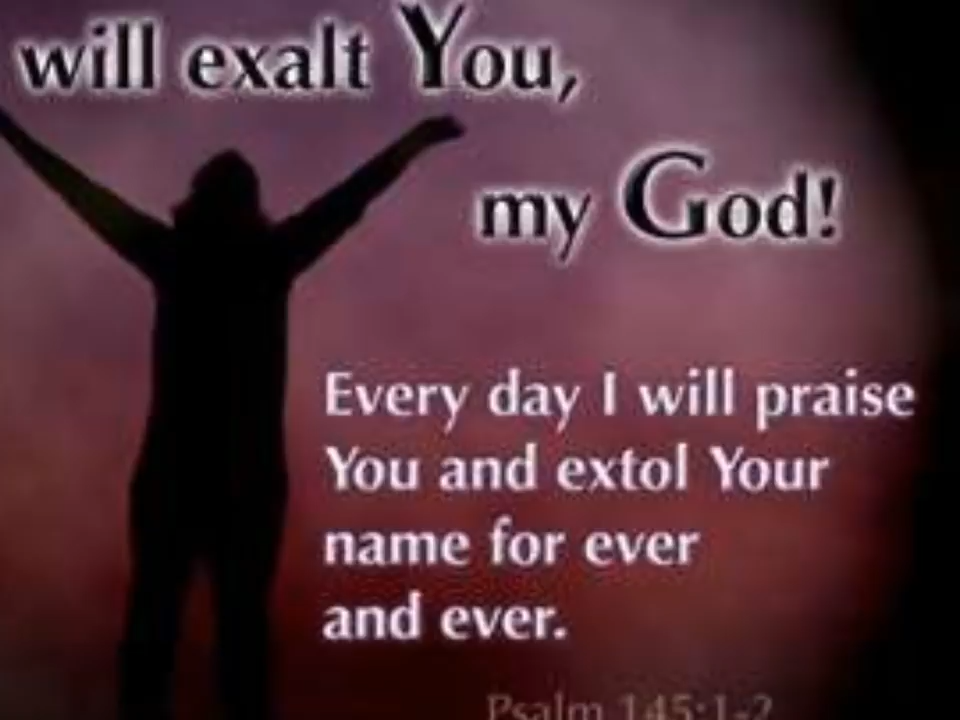 will exalt You,
my God!
Every day I will praise
You and extol Your
name for ever
and ever.
Psalm 145:1-2